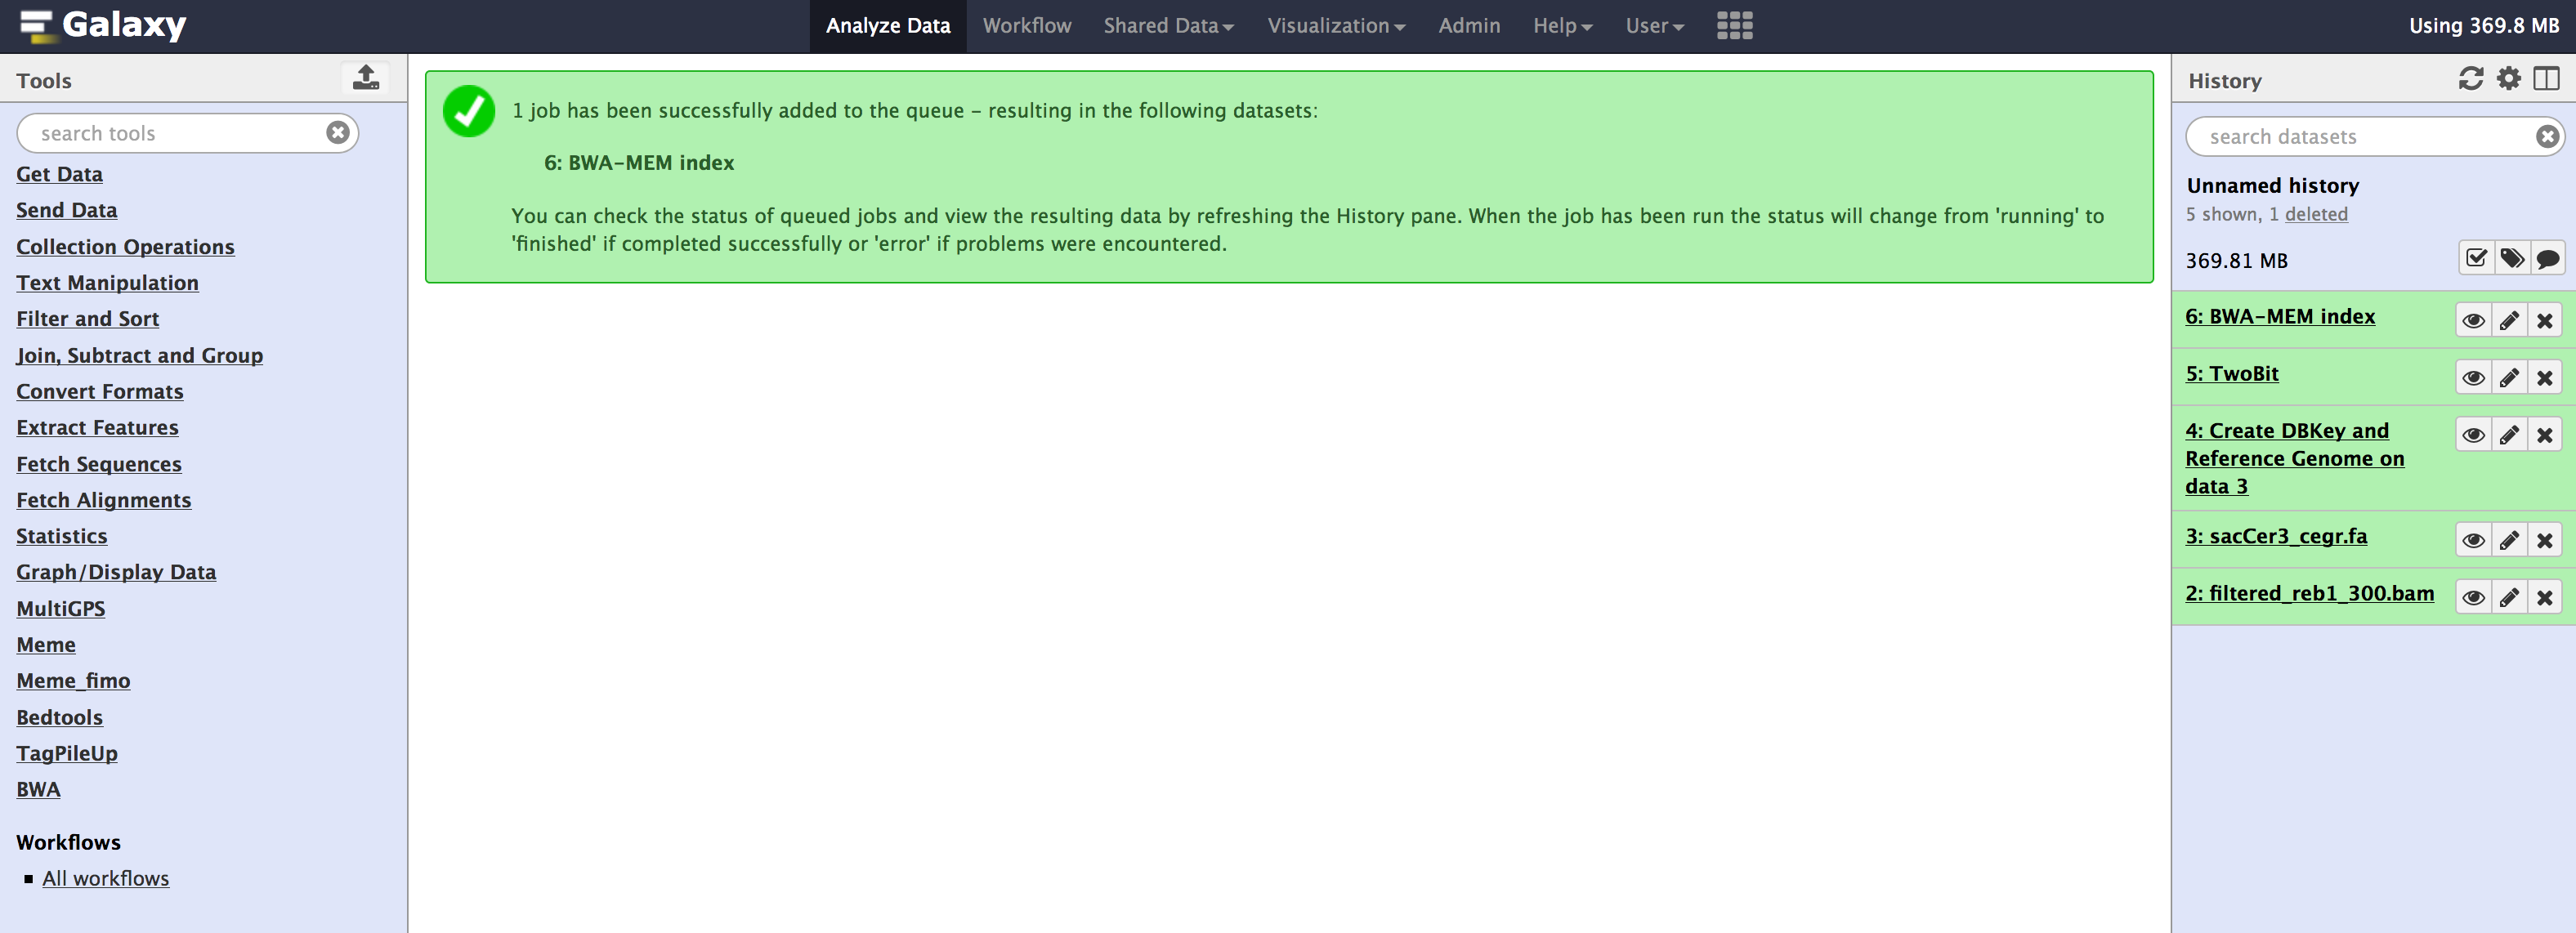 Galaxy
Analyze Data Workflow Shared Data Visualization Admin Help User
Using 369.8 MB
Tools
search tools
Get Data
Send Data
Collection Operations
Text Manipulation
Filter and Sort
Join, Subtract and Group
Convert Formats
Extract Features
Fetch Sequences
Fetch Alignments
Statistics
Graph/Display Data
MultiGPS
Meme
Meme_fimo
Bedtools
TagPileUp
BWA
Workflows
All workflows
1 job has been successfully added to the queue – resulting in the following datasets:
6: BWA-MEM index
You can check the status of queued jobs and view the resulting data by refreshing the History pane. When the job has been run the status will change from 'running' to
'finished' if completed successfully or 'error' if problems were encountered.
History
search datasets
Unnamed history
5 shown, 1 deleted
369.81 MB
6: BWA-MEM index
5: TwoBit
4: Create DBKey and
Reference Genome on
data 3
3: sacCer3_cegr.fa
2: filtered_reb1_300.bam